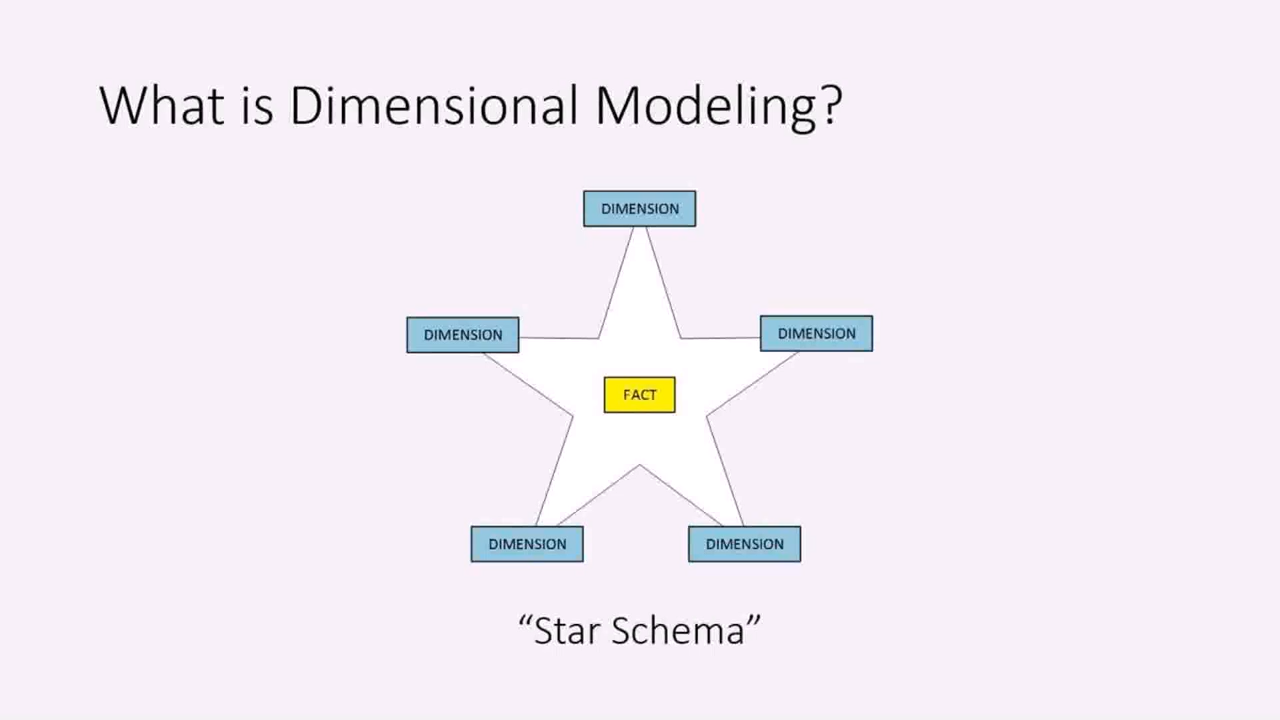 What is Dimensional Modeling?
DIMENSION
DIMENSION
DIMENSION
FACT
DIMENSION
DIMENSION
“Star Schema”